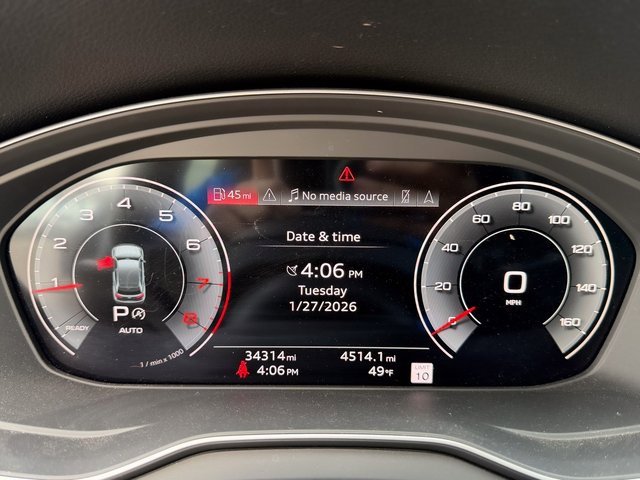 45 mi No media source
Date & time
4:06 PM
Tuesday
1/27/2026
READY 1 2 3 4 5 6 7 8
P AUTO
1 / min x 1000
0 20 40 60 80 100 120 140 160
0
MPH
34314 mi 4514.1 mi
4:06 PM 49°F
LIMIT
10